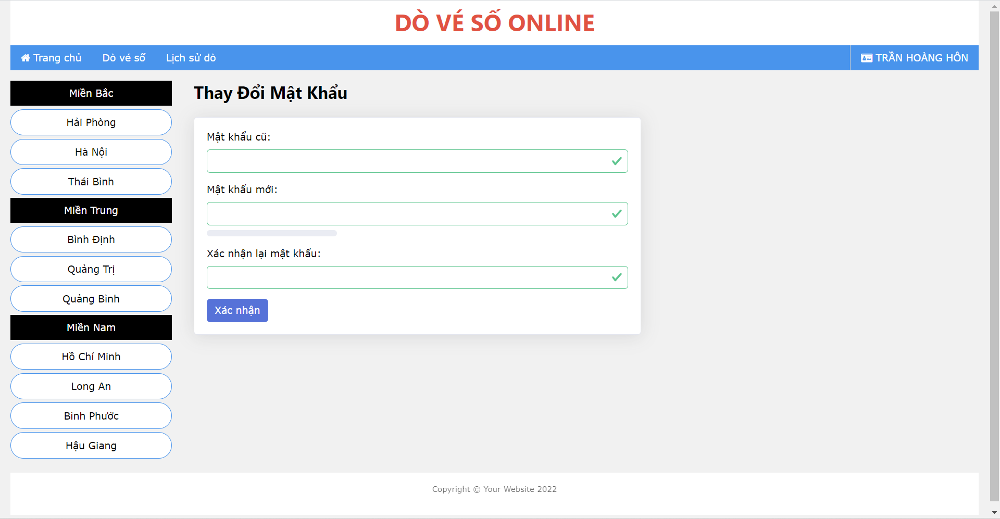 DÒ VÉ SỐ ONLINE
Trang chủ Dò vé số Lịch sử dò TRẦN HOÀNG HÔN
Miền Bắc
Hải Phòng
Hà Nội
Thái Bình
Miền Trung
Bình Định
Quảng Trị
Quảng Bình
Miền Nam
Hồ Chí Minh
Long An
Bình Phước
Hậu Giang
Thay Đổi Mật Khẩu
Mật khẩu cũ:
Mật khẩu mới:
Xác nhận lại mật khẩu:
Xác nhận
Copyright © Your Website 2022